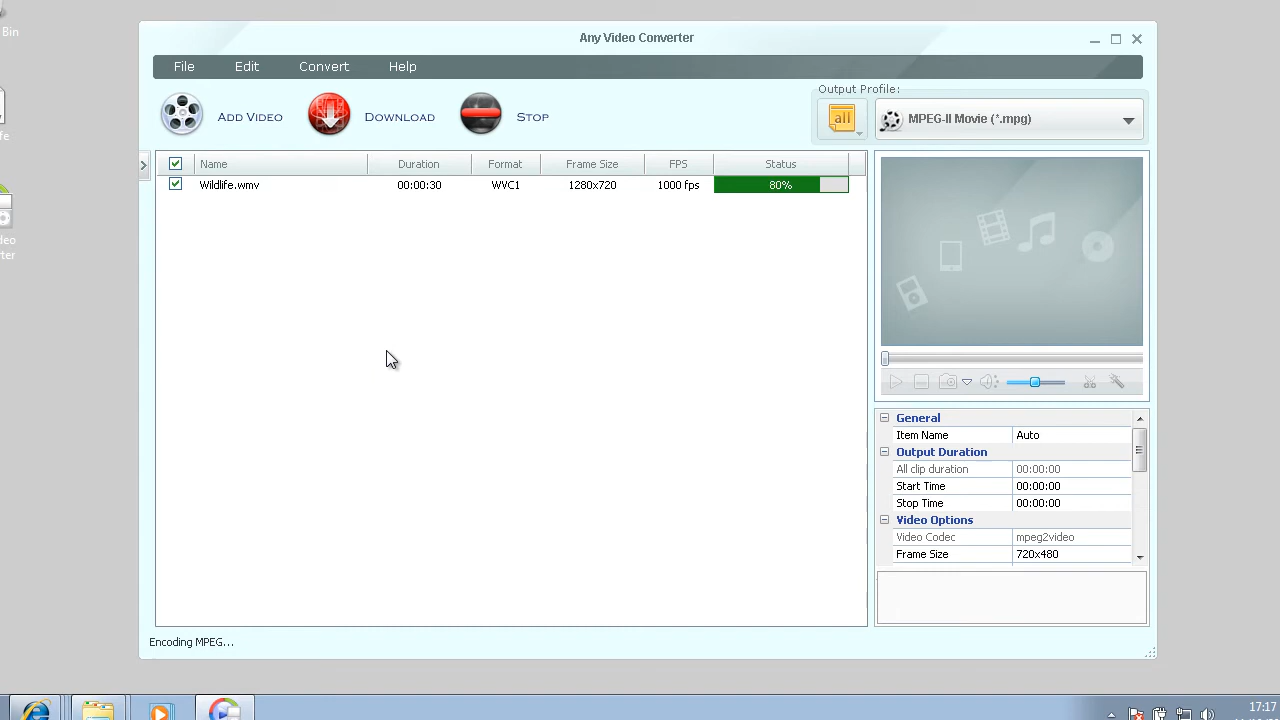 Bin
Any Video Converter
File Edit Convert Help
Output Profile:
ADD VIDEO DOWNLOAD STOP
all MPEG-II Movie (*.mpg)
Name Duration Format Frame Size FPS Status
Wildlife.wmv 00:00:30 WVC1 1280x720 1000 fps 80%
General
Item Name Auto
Output Duration
All clip duration 00:00:00
Start Time 00:00:00
Stop Time 00:00:00
Video Options
Video Codec mpeg2video
Frame Size 720x480
Encoding MPEG...
17:17